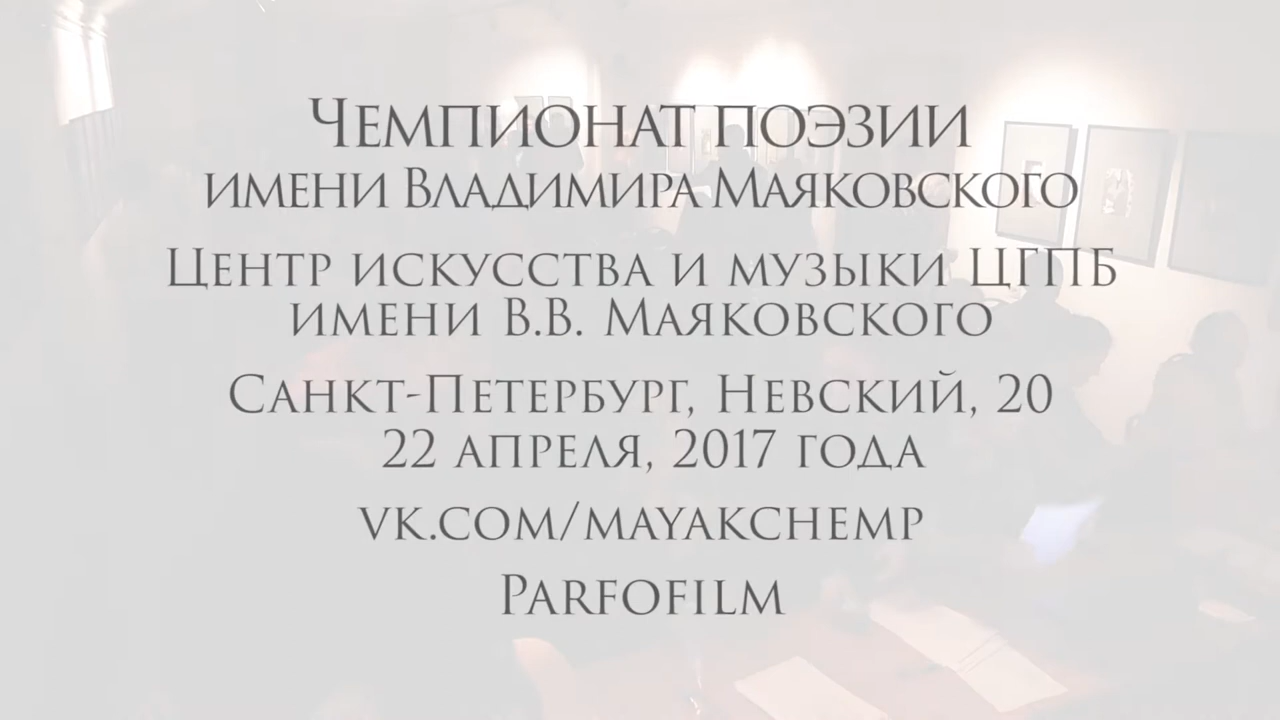 Чемпионат поэзии
имени Владимира Маяковского
Центр искусства и музыки ЦГПБ
имени В.В. Маяковского
Санкт-Петербург, Невский, 20
22 апреля, 2017 года
vk.com/mayakchemp
Parfofilm